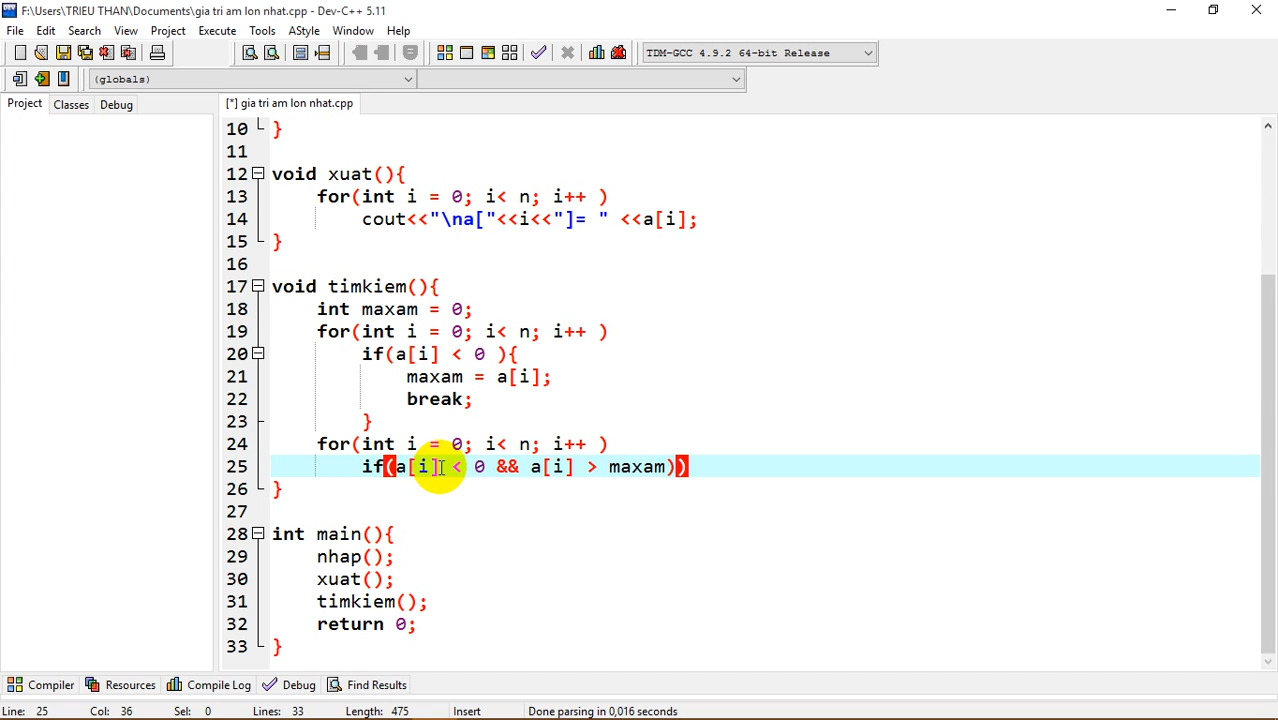 F:\Users\TRIEU THAN\Documents\gia tri am lon nhat.cpp - Dev-C++ 5.11
File Edit Search View Project Execute Tools AStyle Window Help
TDM-GCC 4.9.2 64-bit Release
(globals)
Project Classes Debug
[*] gia tri am lon nhat.cpp
10 }
11
12 void xuat(){
13 for(int i = 0; i< n; i++ )
14 cout<<"\na["<<i<<"]= " <<a[i];
15 }
16
17 void timkiem(){
18 int maxam = 0;
19 for(int i = 0; i< n; i++ )
20 if(a[i] < 0 ){
21 maxam = a[i];
22 break;
23 }
24 for(int i = 0; i< n; i++ )
25 if(a[i] < 0 && a[i] > maxam))
26 }
27
28 int main(){
29 nhap();
30 xuat();
31 timkiem();
32 return 0;
33 }
Compiler Resources Compile Log Debug Find Results
Line: 25 Col: 36 Sel: 0 Lines: 33 Length: 475 Insert Done parsing in 0,016 seconds